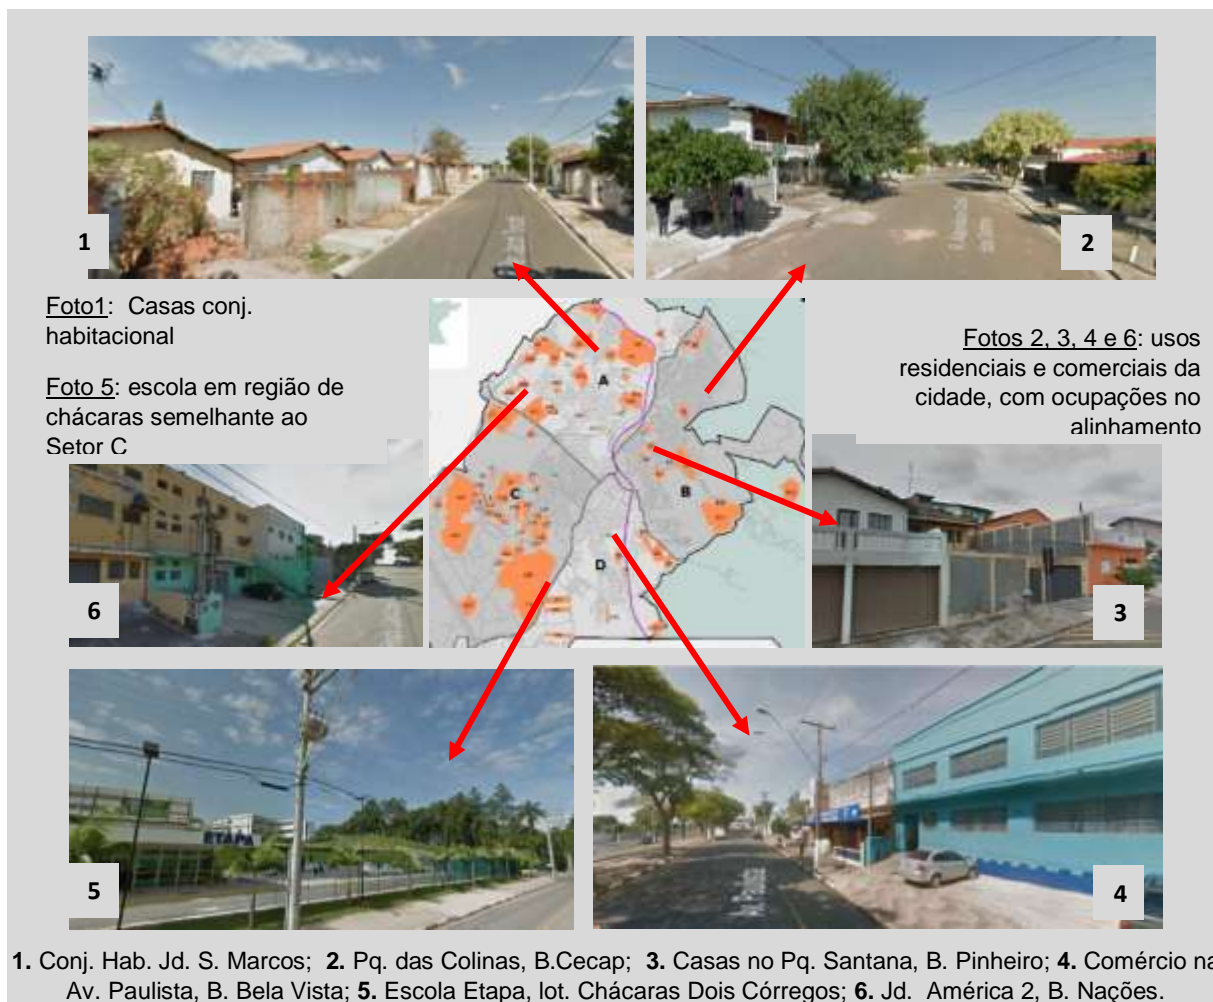 1
2
Foto1: Casas conj.
habitacional
Foto 5: escola em região de
chácaras semelhante ao
Setor C
Fotos 2, 3, 4 e 6: usos
residenciais e comerciais da
cidade, com ocupações no
alinhamento
A
B
C
D
6
3
ETAPA
5
Av. Paulista
4
1. Conj. Hab. Jd. S. Marcos; 2. Pq. das Colinas, B.Cecap; 3. Casas no Pq. Santana, B. Pinheiro; 4. Comércio na
Av. Paulista, B. Bela Vista; 5. Escola Etapa, lot. Chácaras Dois Córregos; 6. Jd. América 2, B. Nações.